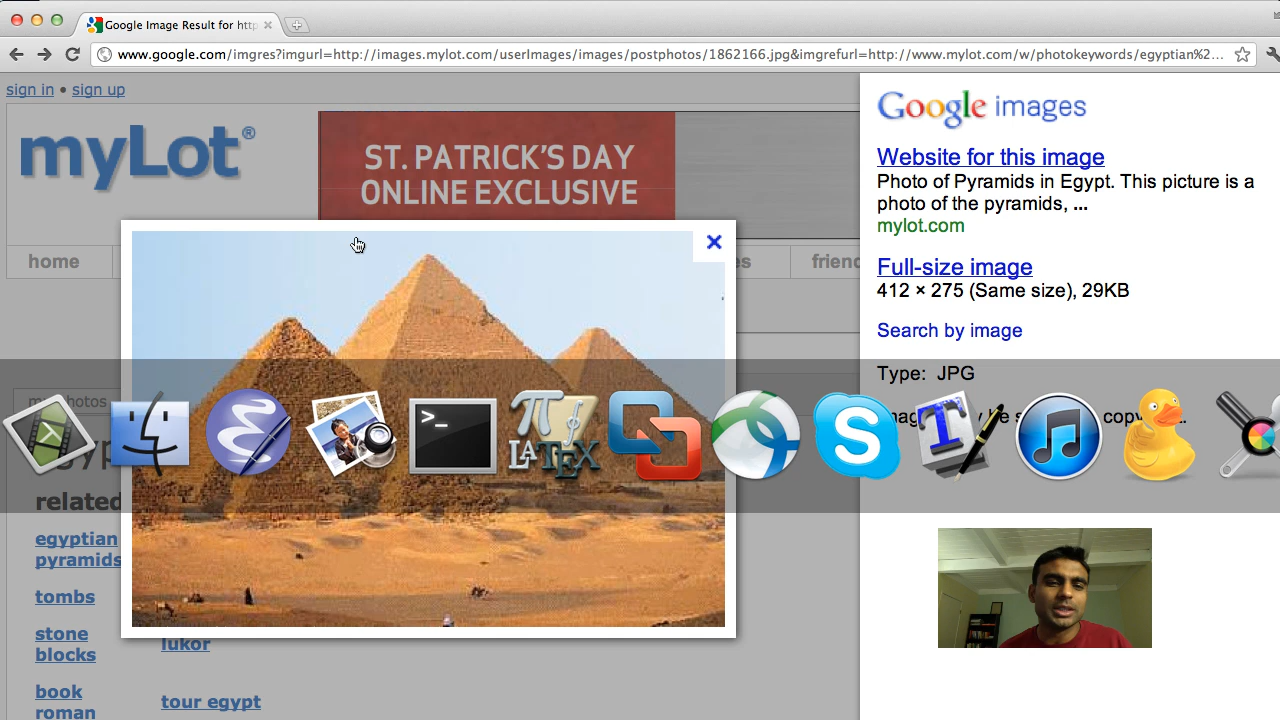 Google Image Result for http
www.google.com/imgres?imgurl=http://images.mylot.com/userImages/images/postphotos/1862166.jpg&imgrefurl=http://www.mylot.com/w/photokeywords/egyptian%2...
sign in • sign up
myLot®
ST. PATRICK'S DAY
ONLINE EXCLUSIVE
home
Google images
Website for this image
Photo of Pyramids in Egypt. This picture is a
photo of the pyramids, ...
mylot.com
Full-size image
412 × 275 (Same size), 29KB
Search by image
Type: JPG
>_
π
LATEX
S
T
related
egyptian
pyramids
tombs
stone
blocks
lukor
book
roman
tour egypt